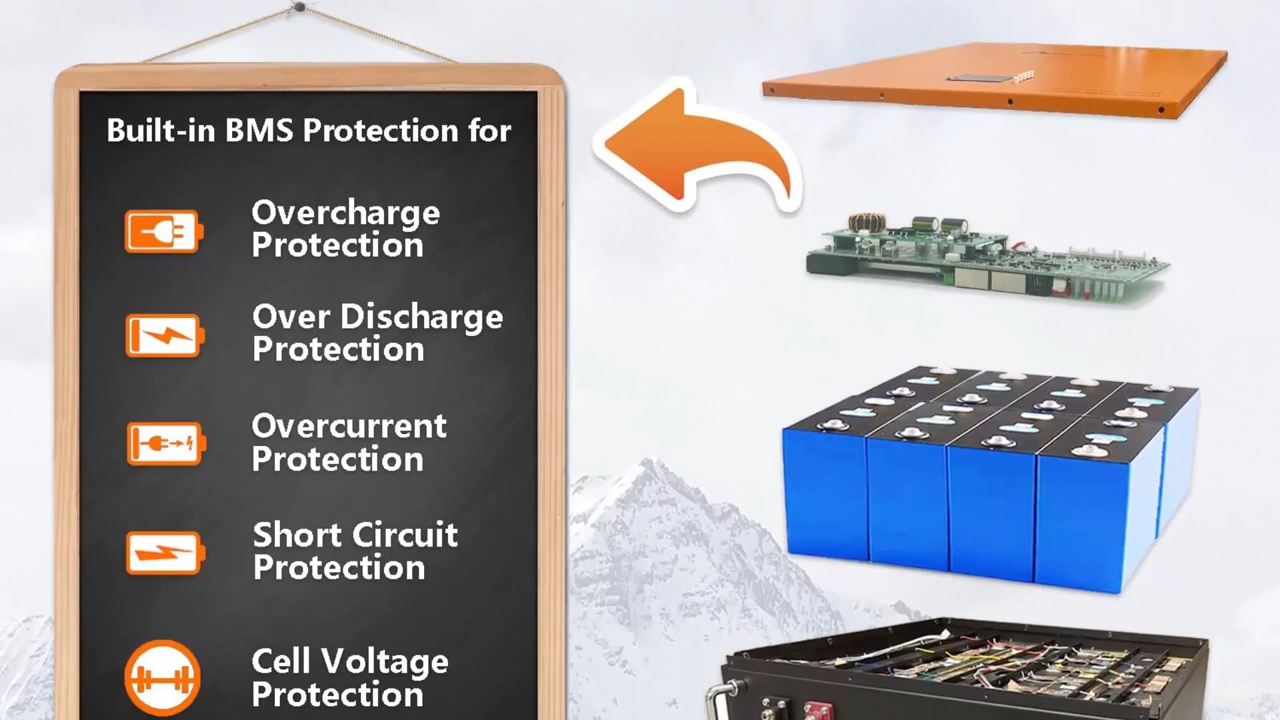 Built-in BMS Protection for
Overcharge
Protection
Over Discharge
Protection
Overcurrent
Protection
Short Circuit
Protection
Cell Voltage
Protection